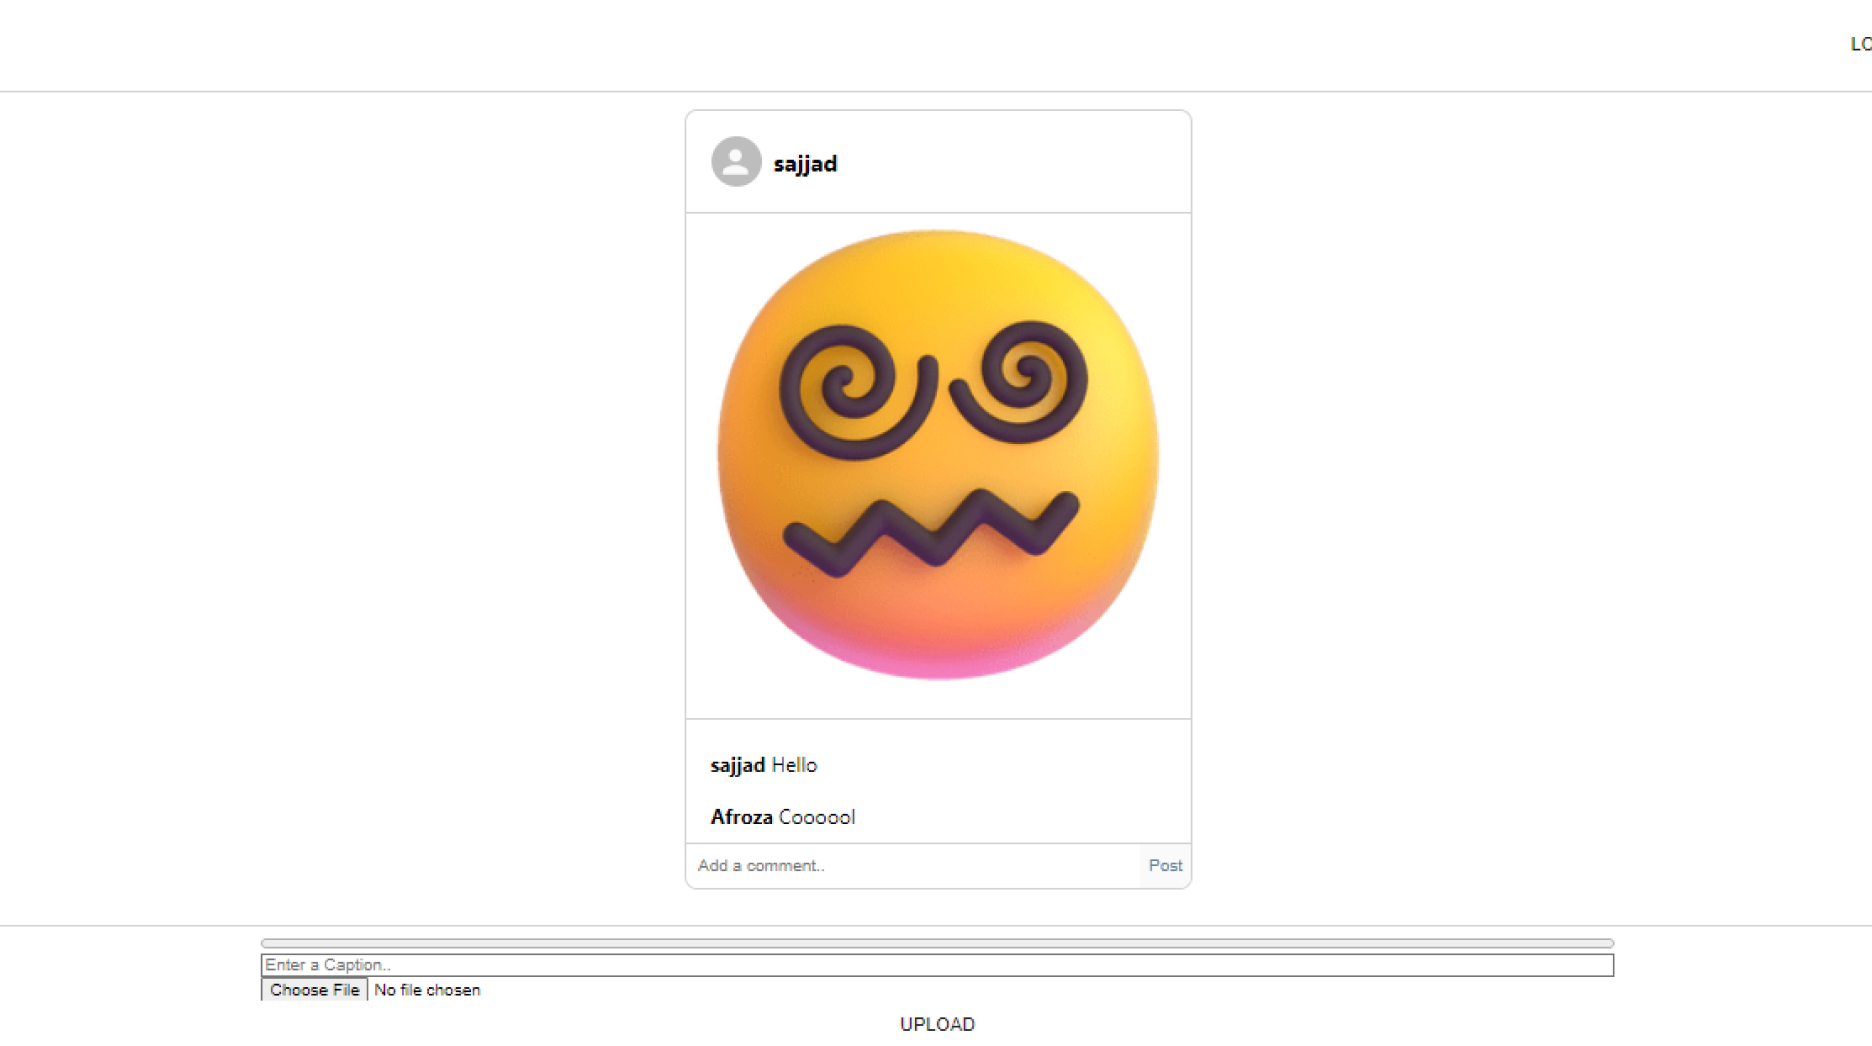 LO
sajjad
sajjad Hello
Afroza Coooool
Add a comment..
Post
Enter a Caption..
Choose File No file chosen
UPLOAD